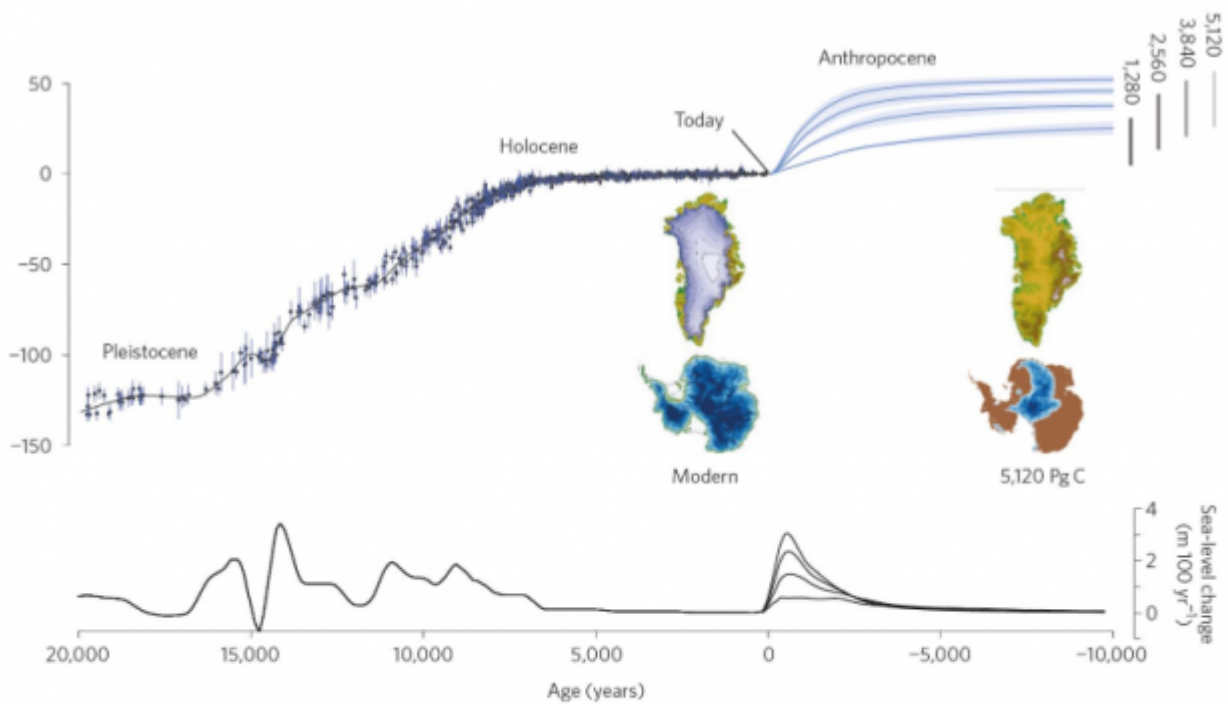 5,120
3,840
2,560
1,280
Anthropocene
50
Today
Holocene
0
−50
−100
Pleistocene
−150
Modern
5,120 Pg C
4
2
0
Sea-level change
(m 100 yr⁻¹)
20,000
15,000
10,000
5,000
0
−5,000
−10,000
Age (years)